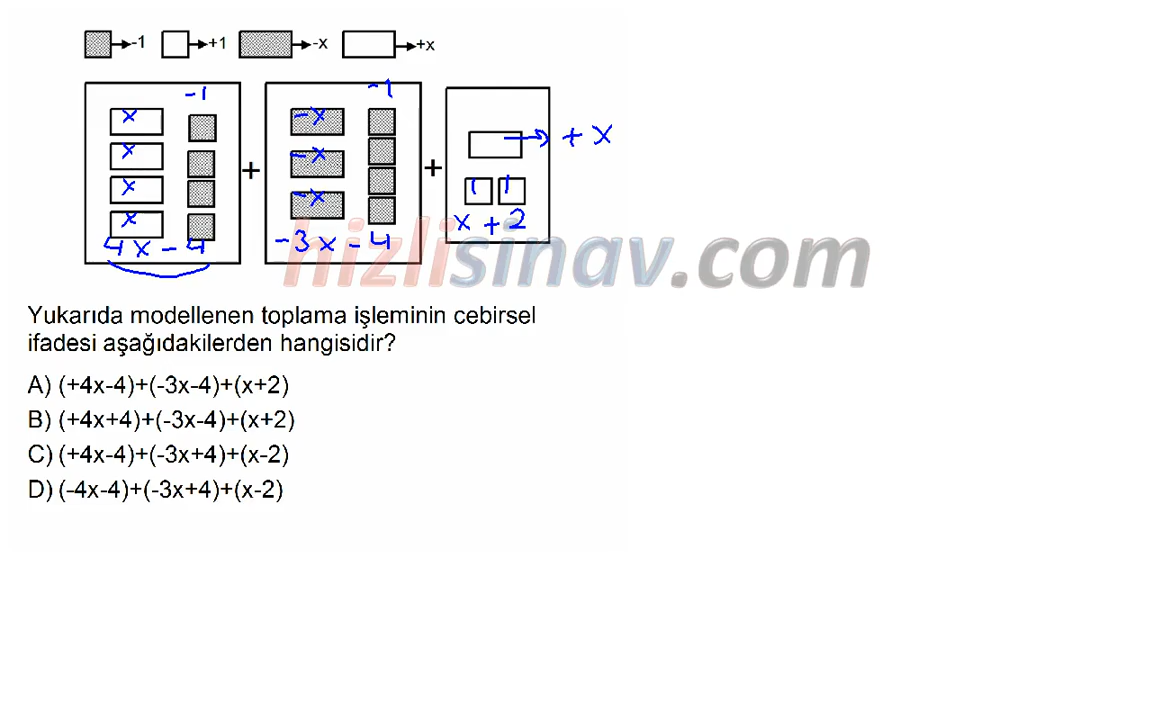 -1 +1 -x +x
-1 -1
x -x
x -x + x
x -x 1 1
x
4x - 4 + -3x - 4 + x + 2
hizlisinav.com
Yukarıda modellenen toplama işleminin cebirsel
ifadesi aşağıdakilerden hangisidir?
A) (+4x-4)+(-3x-4)+(x+2)
B) (+4x+4)+(-3x-4)+(x+2)
C) (+4x-4)+(-3x+4)+(x-2)
D) (-4x-4)+(-3x+4)+(x-2)